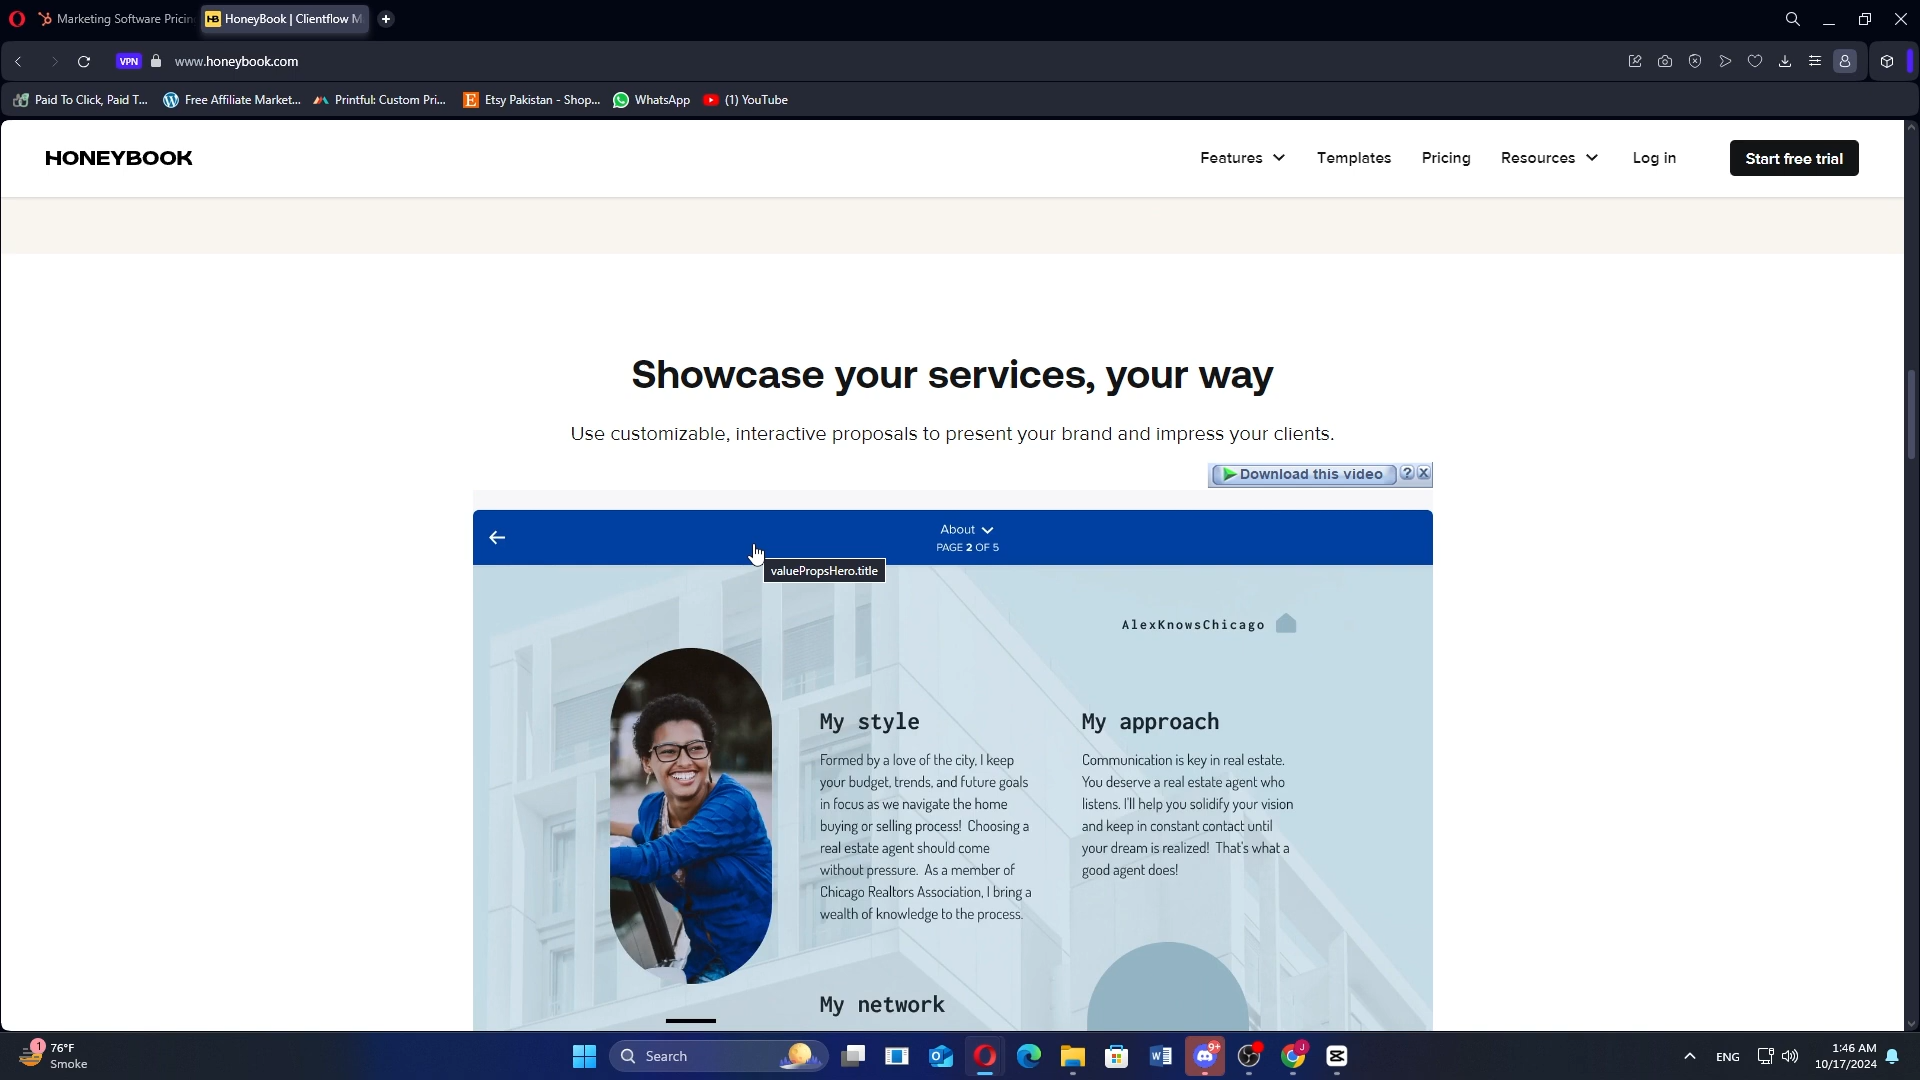 Marketing Software Pricin
HB HoneyBook | Clientflow M
VPN www.honeybook.com
Paid To Click, Paid T... Free Affiliate Market... Printful: Custom Pri... E Etsy Pakistan - Shop... WhatsApp (1) YouTube
HONEYBOOK Features Templates Pricing Resources Log in Start free trial
Showcase your services, your way
Use customizable, interactive proposals to present your brand and impress your clients.
Download this video ? X
About
PAGE 2 OF 5
valuePropsHero.title
AlexKnowsChicago
My style
Formed by a love of the city, I keep
your budget, trends, and future goals
in focus as we navigate the home
buying or selling process! Choosing a
real estate agent should come
without pressure. As a member of
Chicago Realtors Association, I bring a
wealth of knowledge to the process.
My approach
Communication is key in real estate.
You deserve a real estate agent who
listens. I'll help you solidify your vision
and keep in constant contact until
your dream is realized! That's what a
good agent does!
My network
1
76°F
Smoke
Search
W
9+
J
ENG
1:46 AM
10/17/2024